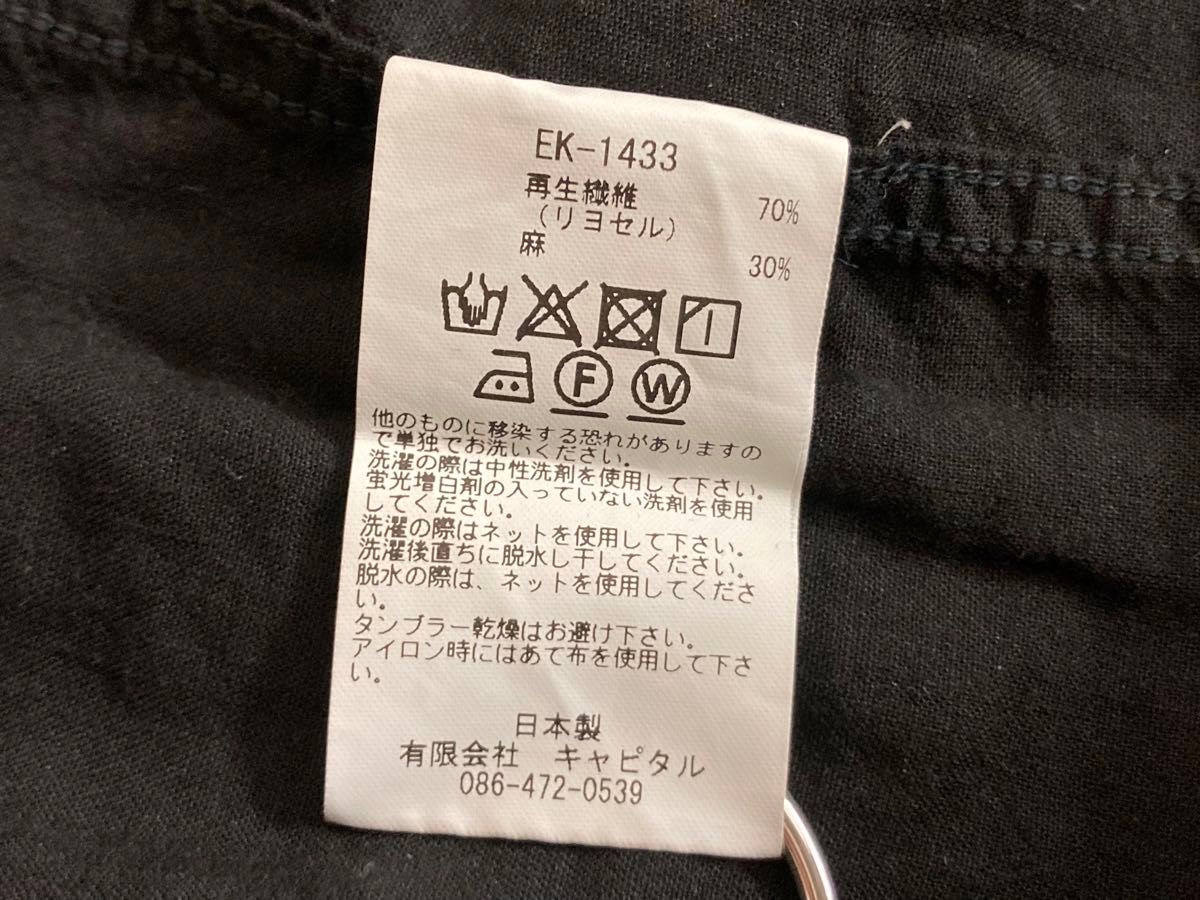 EK-1433
再生繊維 70%
(リヨセル)
麻 30%
F W
他のものに移染する恐れがありますの
で単独でお洗いください。
洗濯の際は中性洗剤を使用して下さい。
蛍光増白剤の入っていない洗剤を使用
してください。
洗濯の際はネットを使用して下さい。
洗濯後直ちに脱水し干してください。
脱水の際は、ネットを使用してくださ
い。
タンブラー乾燥はお避け下さい。
アイロン時にはあて布を使用して下さ
い。
日本製
有限会社 キャピタル
086-472-0539